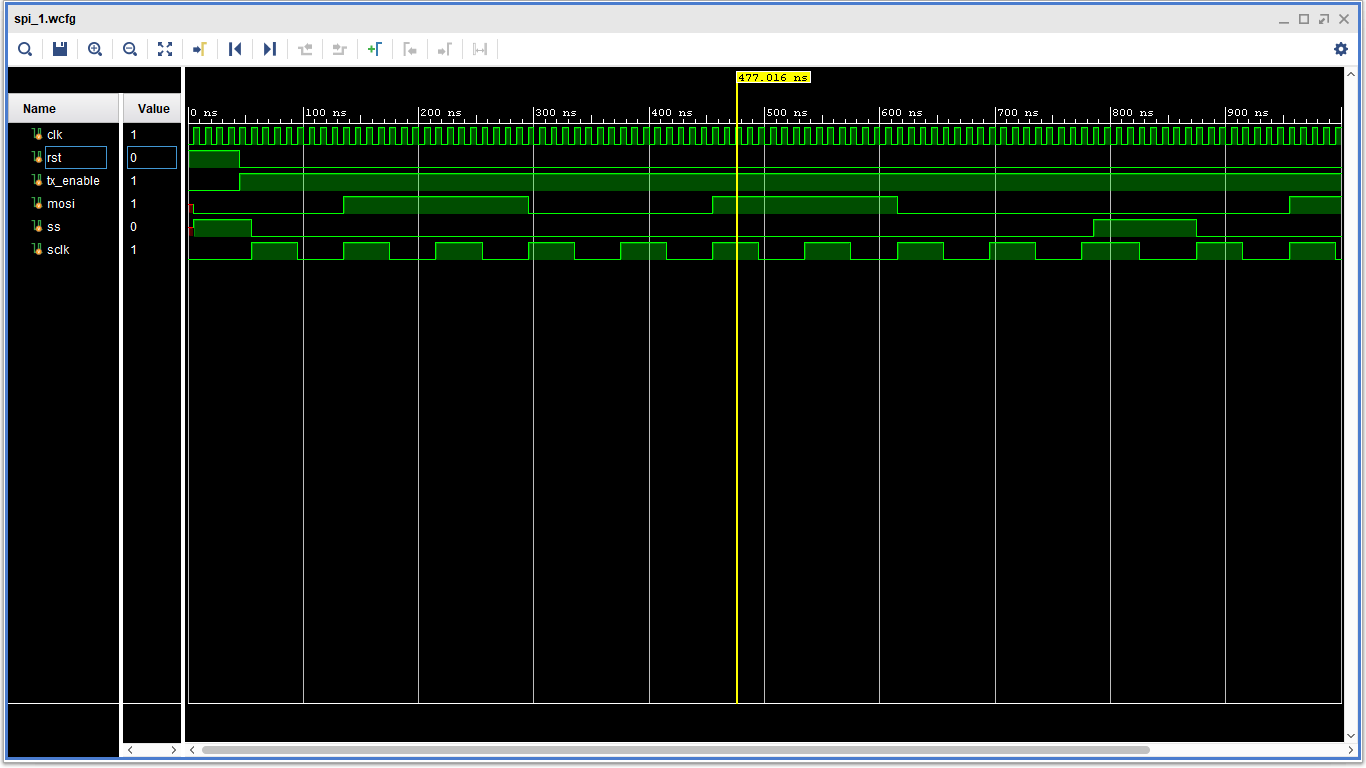 spi_1.wcfg
477.016 ns
Name Value
0 ns 100 ns 200 ns 300 ns 400 ns 500 ns 600 ns 700 ns 800 ns 900 ns
clk 1
rst 0
tx_enable 1
mosi 1
ss 0
sclk 1